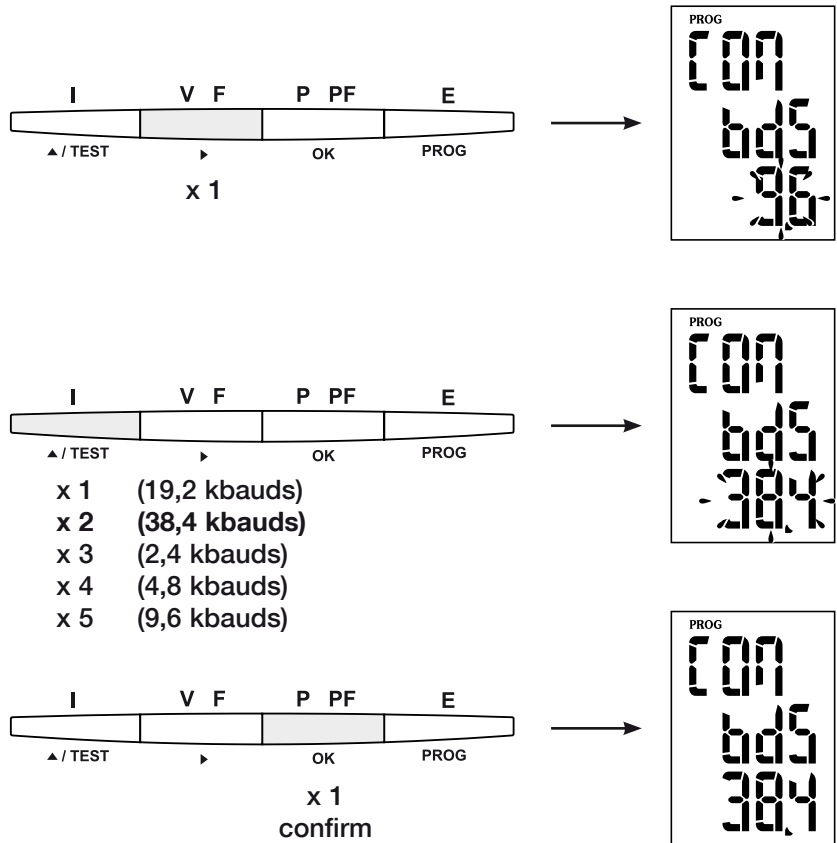 PROG
COM
bdS
9.6
I V F P PF E
▲ / TEST ▶ OK PROG
x 1
PROG
COM
bdS
38.4
I V F P PF E
▲ / TEST ▶ OK PROG
x 1 (19,2 kbauds)
x 2 (38,4 kbauds)
x 3 (2,4 kbauds)
x 4 (4,8 kbauds)
x 5 (9,6 kbauds)
PROG
COM
bdS
38.4
I V F P PF E
▲ / TEST ▶ OK PROG
x 1
confirm